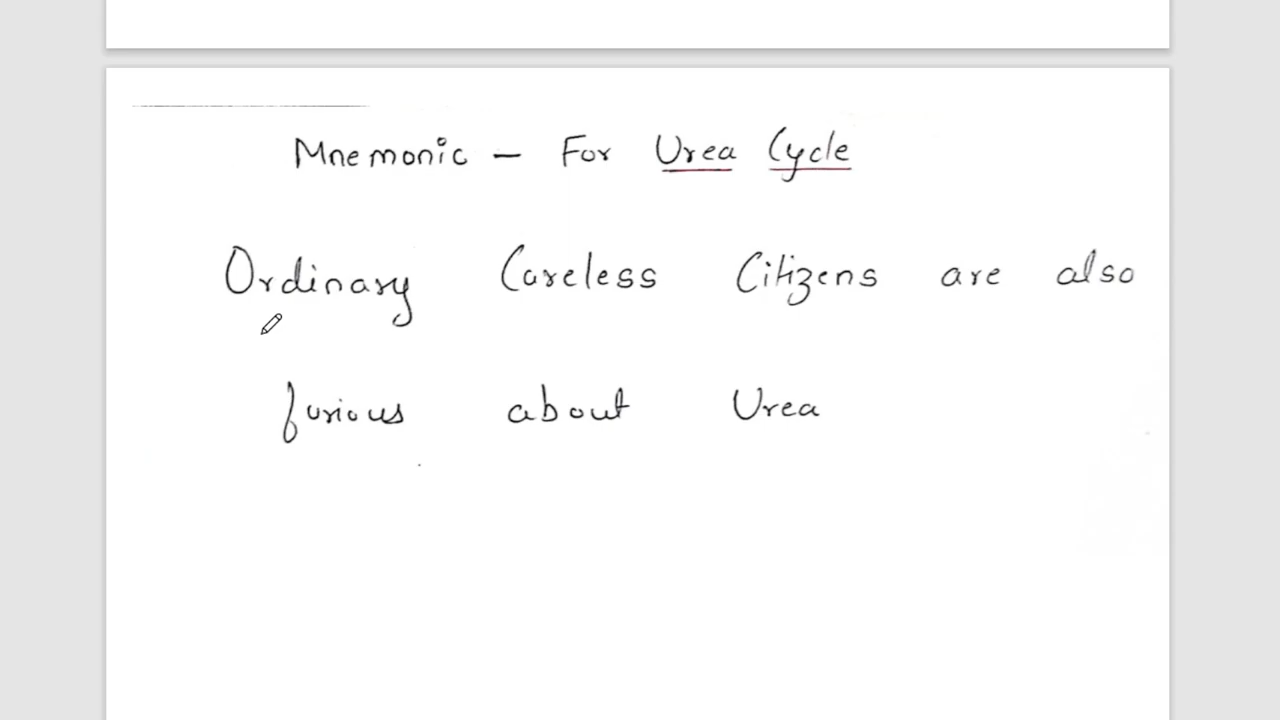 Mnemonic - For Urea Cycle
Ordinary Careless Citizens are also
furious about Urea